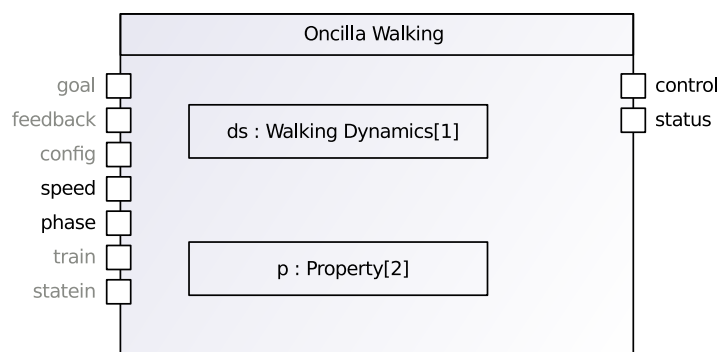 Oncilla Walking
goal
feedback
config
speed
phase
train
statein
ds : Walking Dynamics[1]
p : Property[2]
control
status